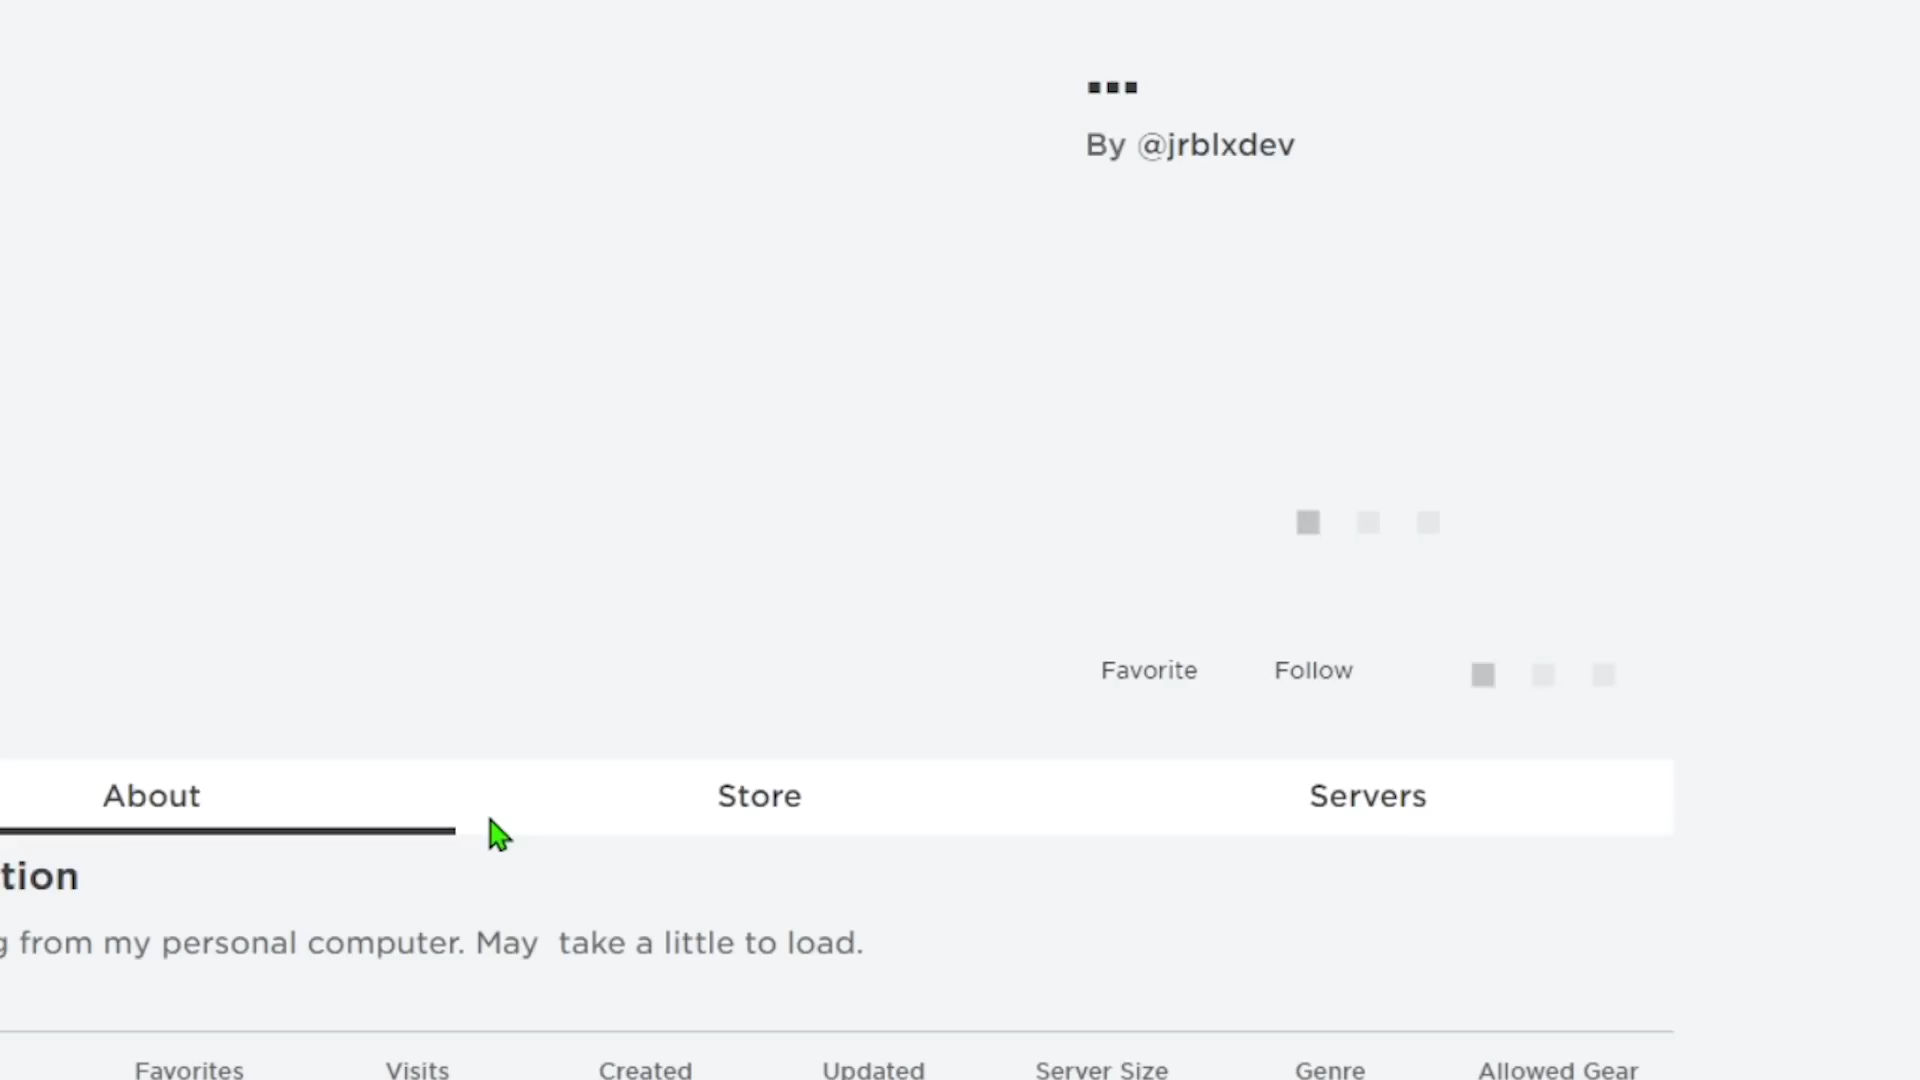 ...
By @jrblxdev
Favorite Follow
About Store Servers
tion
g from my personal computer. May  take a little to load.
Favorites Visits Created Updated Server Size Genre Allowed Gear